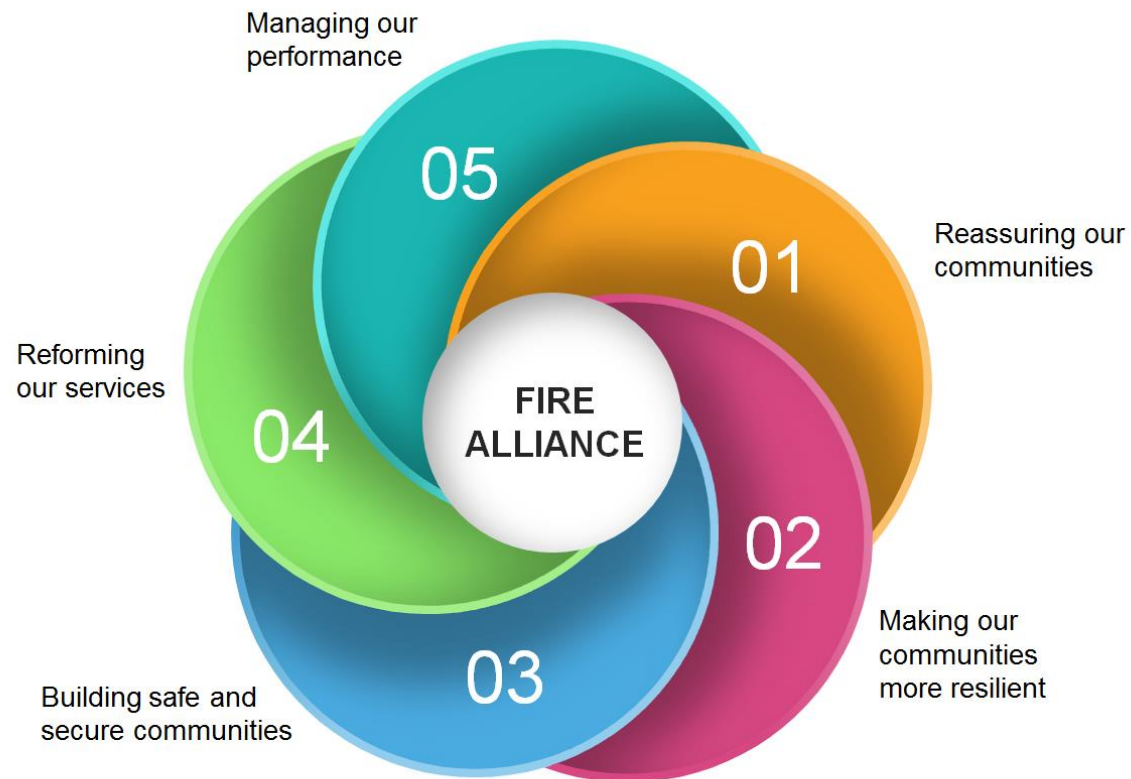 Managing our
performance
05
01
Reassuring our
communities
FIRE
ALLIANCE
Reforming
our services
04
02
Making our
communities
more resilient
03
Building safe and
secure communities